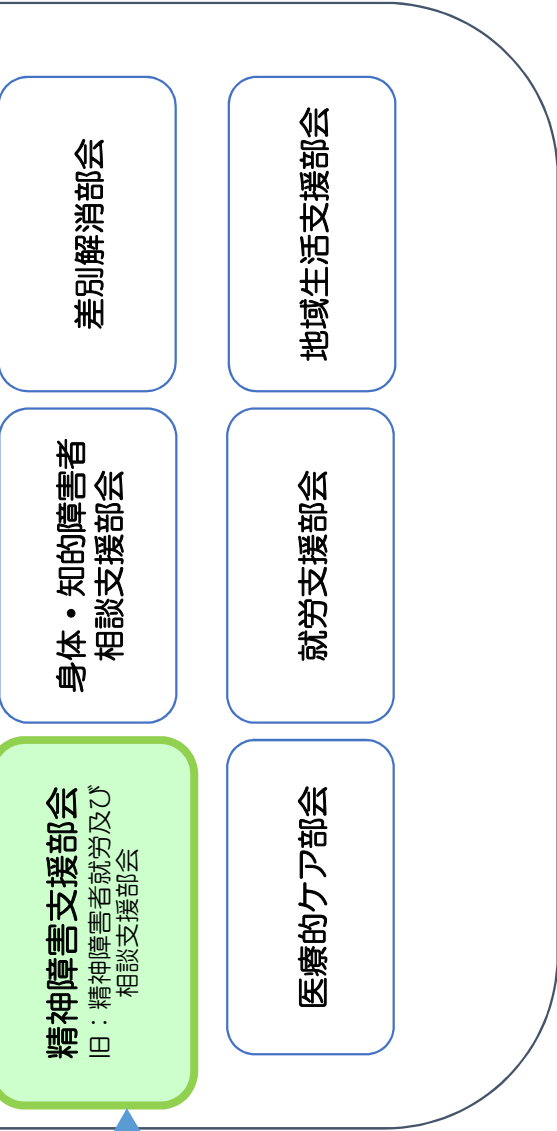 精神障害支援部会
旧：精神障害者就労及び
相談支援部会
身体・知的障害者
相談支援部会
差別解消部会
医療的ケア部会
就労支援部会
地域生活支援部会